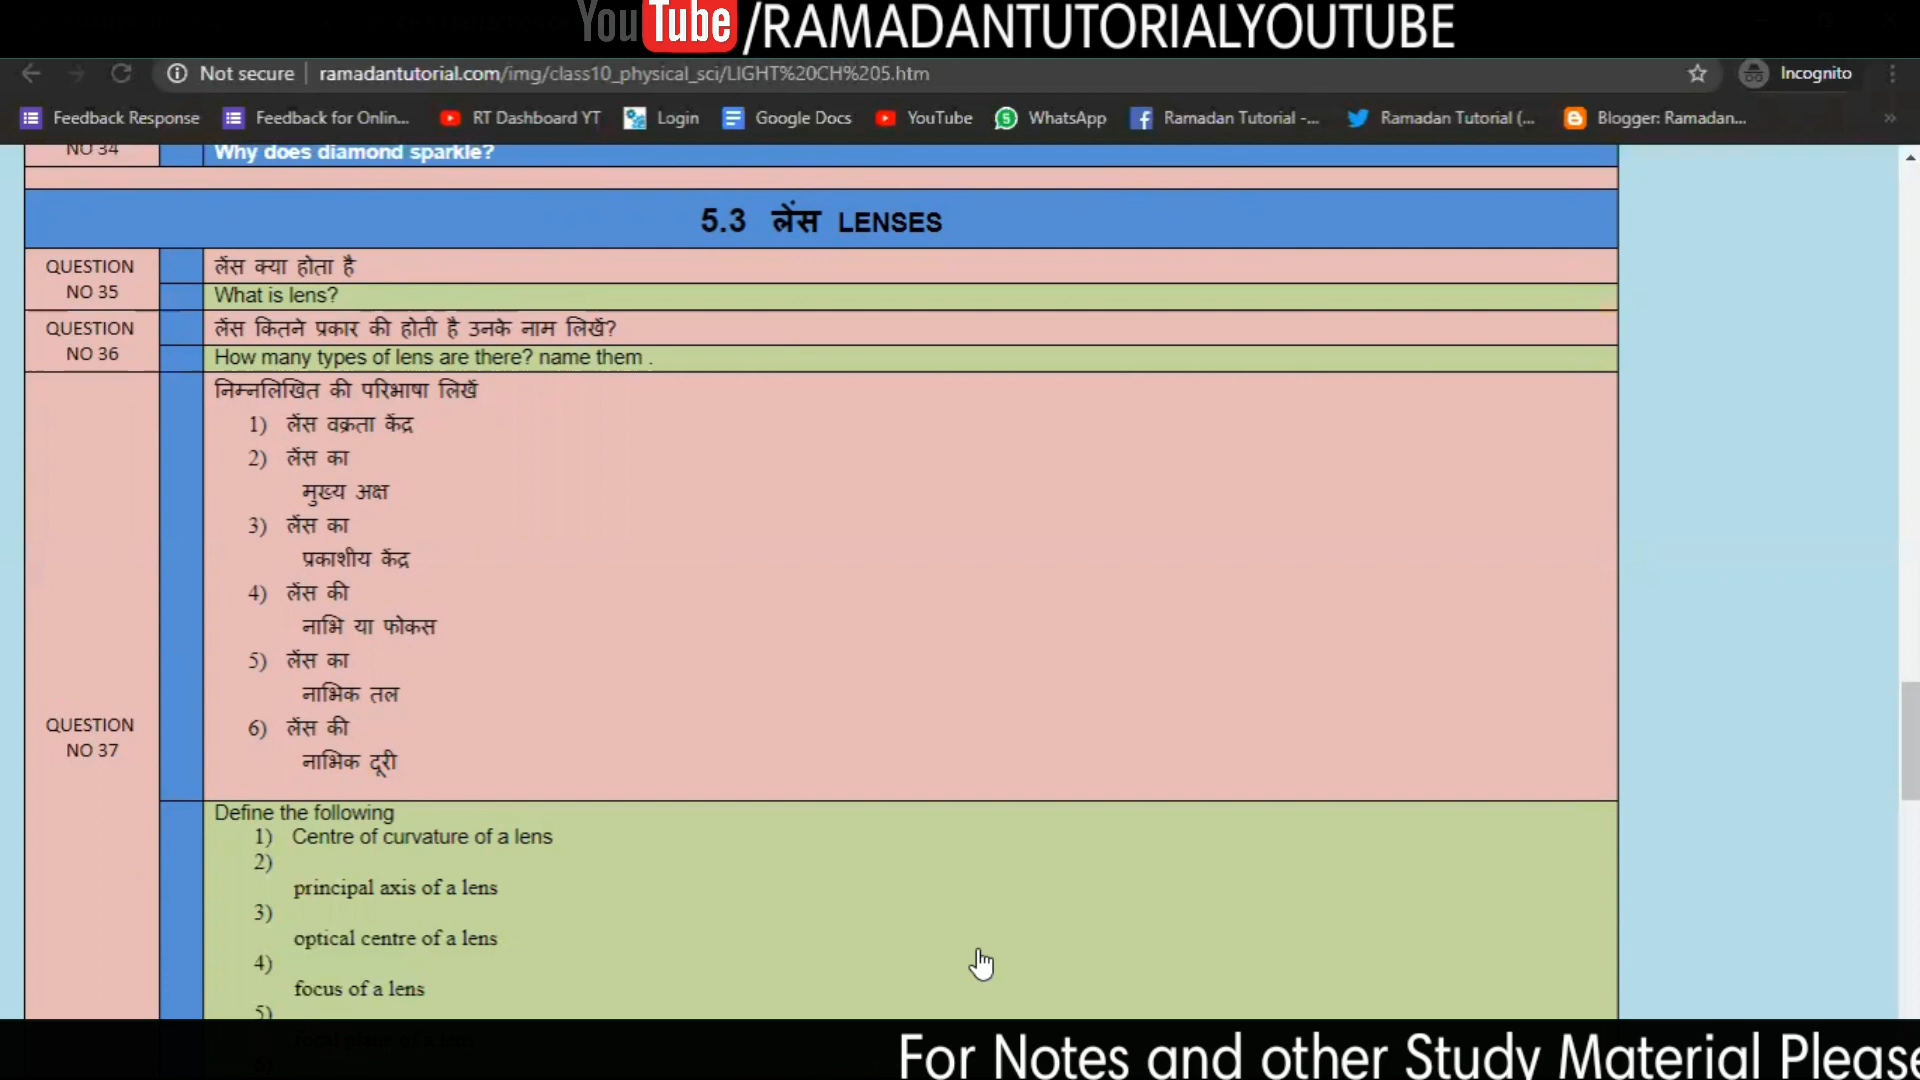 YouTube /RAMADANTUTORIALYOUTUBE
Not secure | ramadantutorial.com/img/class10_physical_sci/LIGHT%20CH%205.htm Incognito
Feedback Response Feedback for Onlin... RT Dashboard YT Login Google Docs YouTube WhatsApp Ramadan Tutorial -... Ramadan Tutorial (... Blogger: Ramadan... »
NO 34 Why does diamond sparkle?
5.3 लेंस LENSES
QUESTION NO 35
लेंस क्या होता है
What is lens?
QUESTION NO 36
लेंस कितने प्रकार की होती है उनके नाम लिखें?
How many types of lens are there? name them .
QUESTION NO 37
निम्नलिखित की परिभाषा लिखें
1) लेंस वक्रता केंद्र
2) लेंस का
मुख्य अक्ष
3) लेंस का
प्रकाशीय केंद्र
4) लेंस की
नाभि या फोकस
5) लेंस का
नाभिक तल
6) लेंस की
नाभिक दूरी
Define the following
1) Centre of curvature of a lens
2)
principal axis of a lens
3)
optical centre of a lens
4)
focus of a lens
5)
For Notes and other Study Material Please